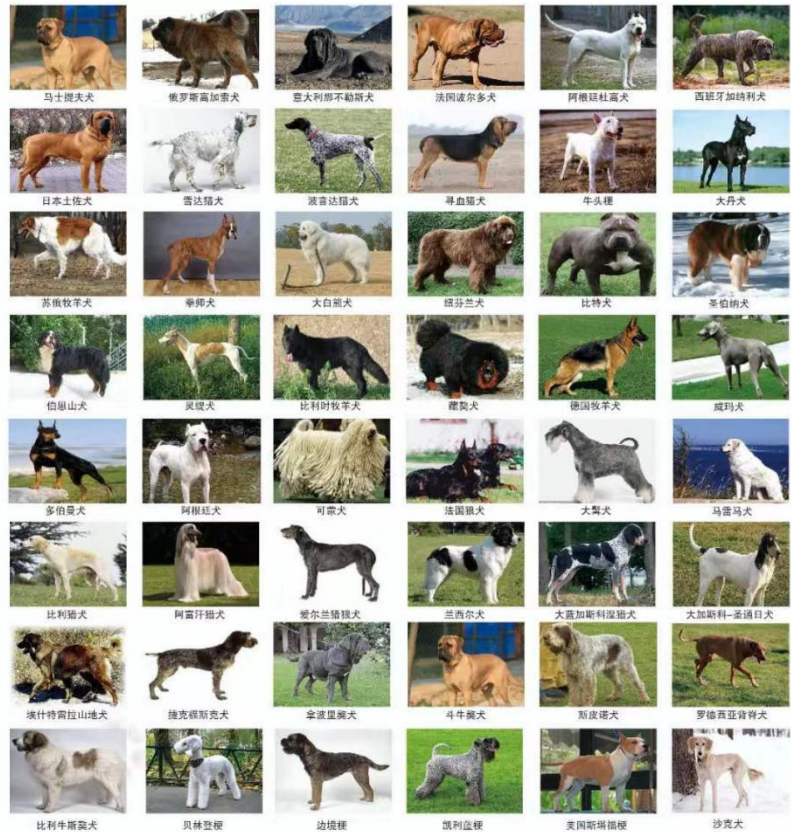 马士提夫犬
俄罗斯高加索犬
意大利那不勒斯犬
法国波尔多犬
阿根廷杜高犬
西班牙加纳利犬
日本土佐犬
雪达猎犬
波音达猎犬
寻血猎犬
牛头梗
大丹犬
苏俄牧羊犬
拳师犬
大白熊犬
纽芬兰犬
比特犬
圣伯纳犬
伯恩山犬
灵缇犬
比利时牧羊犬
藏獒犬
德国牧羊犬
威玛犬
多伯曼犬
阿根廷犬
可蒙犬
法国狼犬
大髯犬
马雷马犬
比利猎犬
阿富汗猎犬
爱尔兰猎狼犬
兰西尔犬
大蓝加斯科涅猎犬
大加斯科-圣通日犬
埃什特雷拉山地犬
捷克福斯克犬
拿波里獒犬
斗牛獒犬
斯皮诺犬
罗德西亚背脊犬
比利牛斯獒犬
贝林登梗
边境梗
凯利蓝梗
美国斯塔福梗
沙克犬